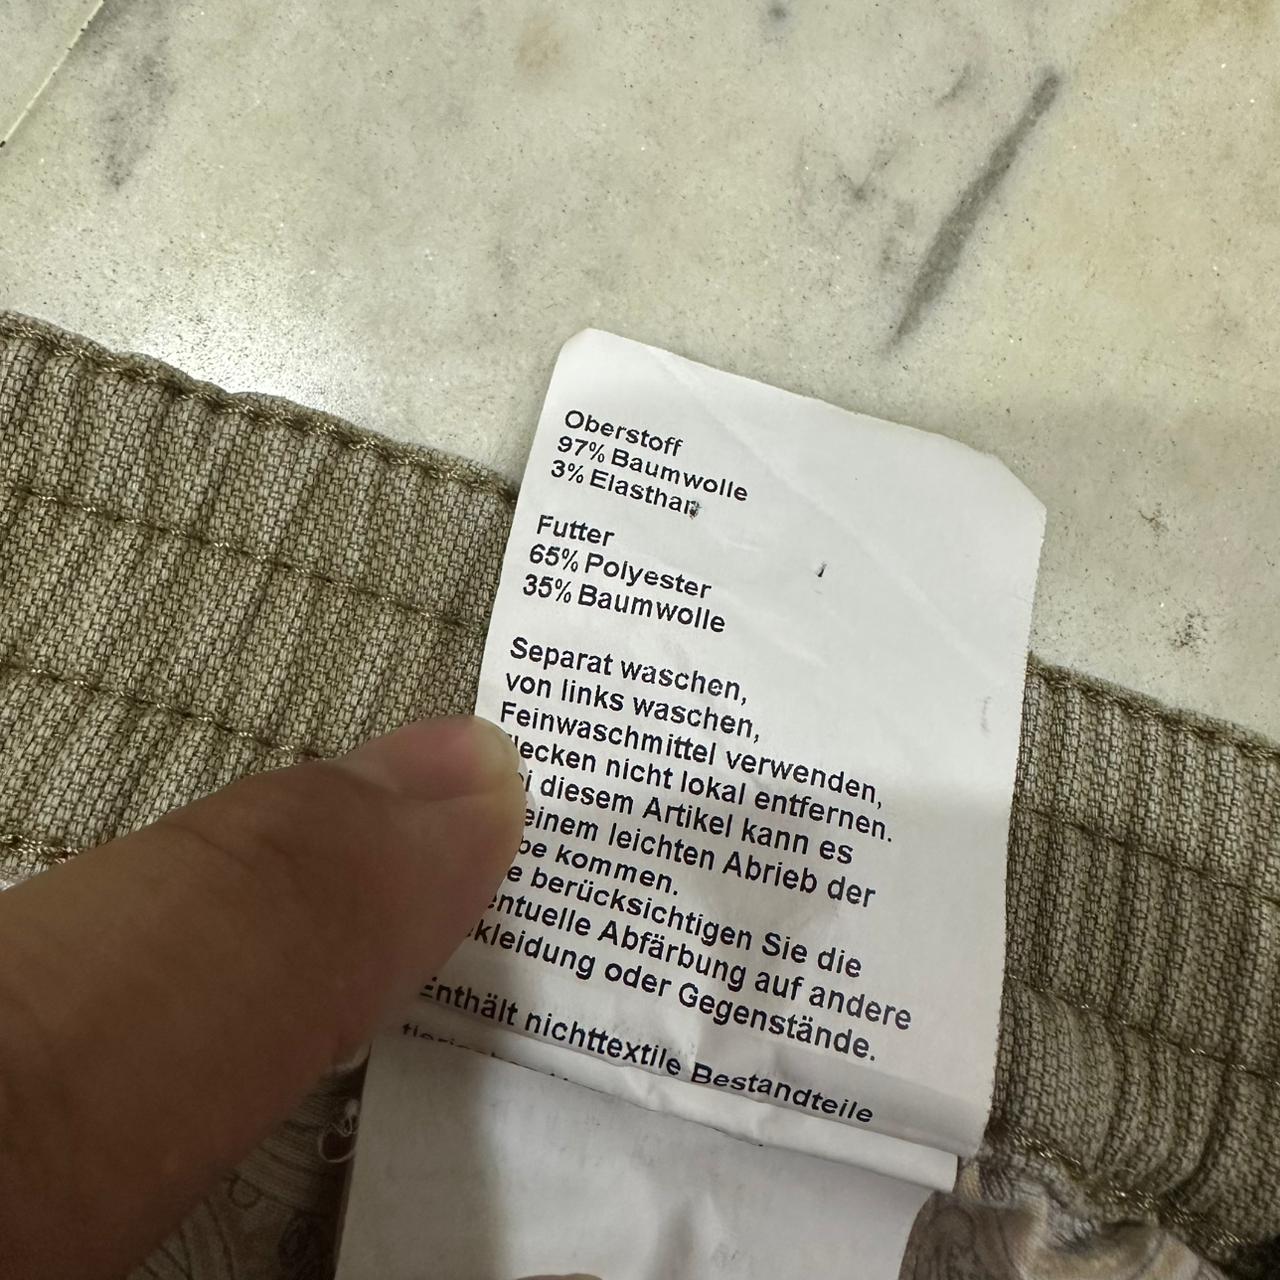 Oberstoff
97% Baumwolle
3% Elasthan
Futter
65% Polyester
35% Baumwolle
Separat waschen,
von links waschen,
Feinwaschmittel verwenden,
lecken nicht lokal entfernen.
i diesem Artikel kann es
einem leichten Abrieb der
be kommen.
e berücksichtigen Sie die
entuelle Abfärbung auf andere
kleidung oder Gegenstände.
Enthält nichttextile Bestandteile